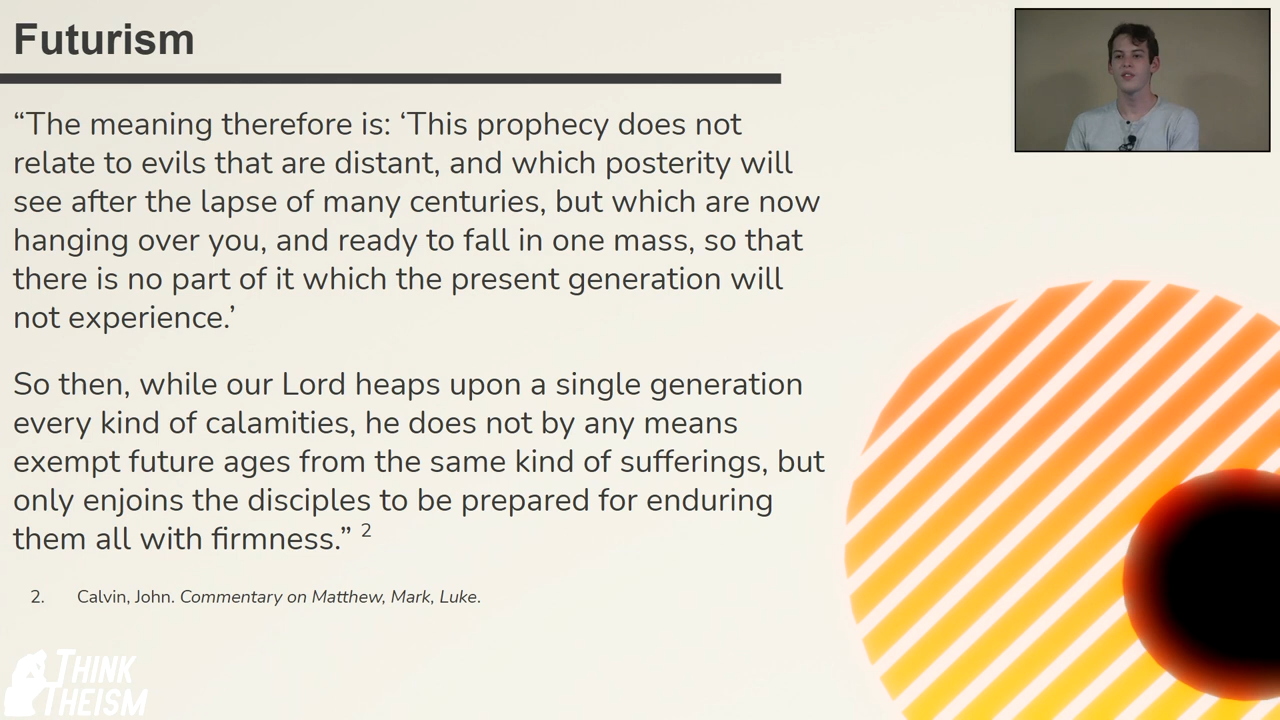 Futurism
“The meaning therefore is: ‘This prophecy does not
relate to evils that are distant, and which posterity will
see after the lapse of many centuries, but which are now
hanging over you, and ready to fall in one mass, so that
there is no part of it which the present generation will
not experience.’
So then, while our Lord heaps upon a single generation
every kind of calamities, he does not by any means
exempt future ages from the same kind of sufferings, but
only enjoins the disciples to be prepared for enduring
them all with firmness.” 2
2. Calvin, John. Commentary on Matthew, Mark, Luke.
THINK
THEISM